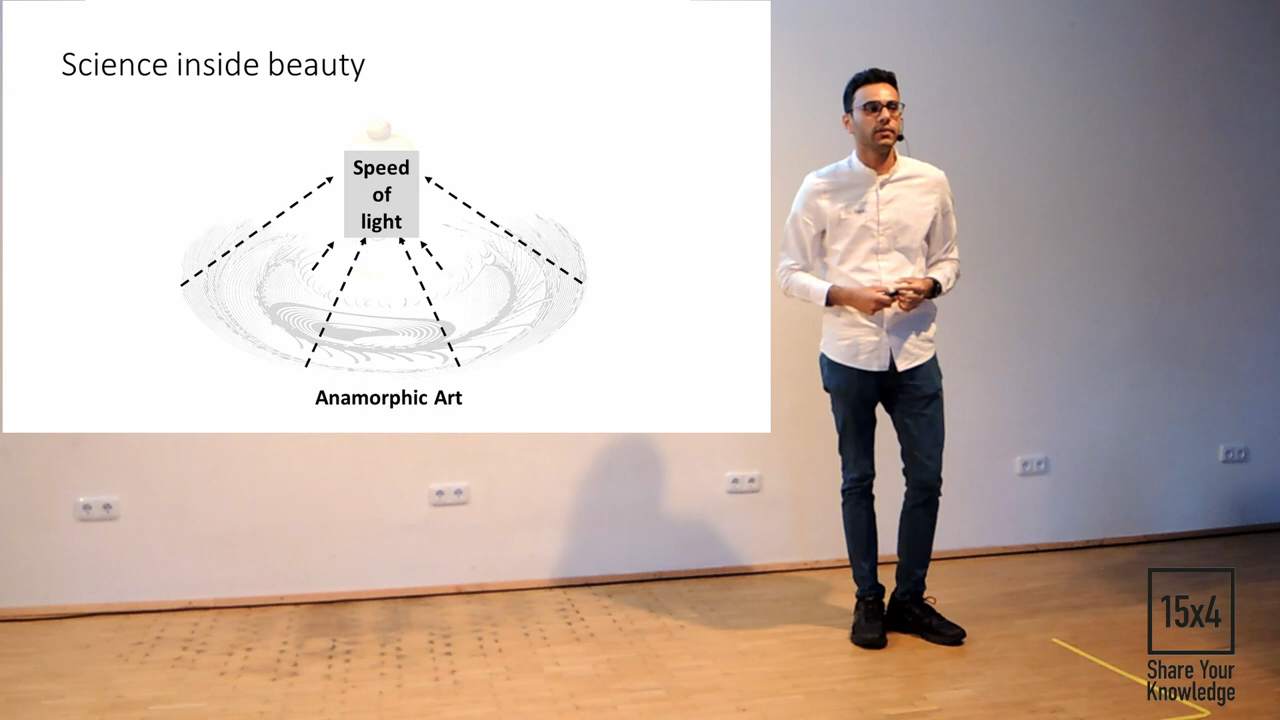 Science inside beauty
Speed
of
light
Anamorphic Art
15x4
Share Your
Knowledge